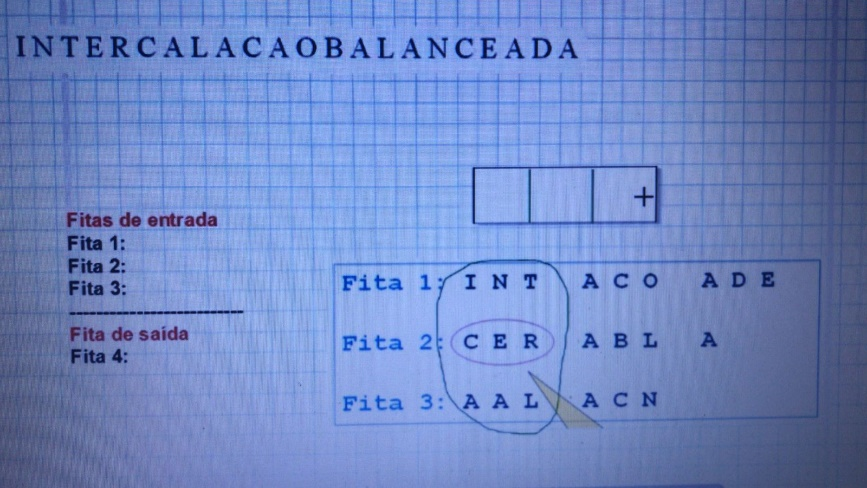 INTERCALACAOBALANCEADA
+
Fitas de entrada
Fita 1:
Fita 2:
Fita 3:
------------------------------
Fita de saída
Fita 4:
Fita 1: I N T A C O A D E
Fita 2: C E R A B L A
Fita 3: A A L A C N